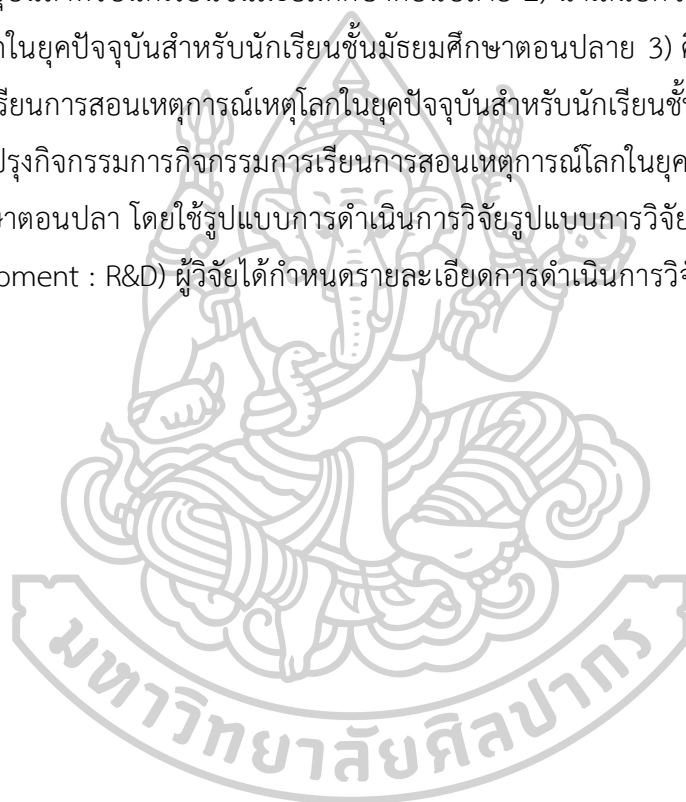 2)
กในยุคปัจจุบันสำหรับนักเรียนชั้นมัธยมศึกษาตอนปลาย 3)
รียนการสอนเหตุการณ์เหตุโลกในยุคปัจจุบันสำหรับนักเรียนชั้
ปรุงกิจกรรมการกิจกรรมการเรียนการสอนเหตุการณ์โลกในยุค
ษาตอนปลา โดยใช้รูปแบบการดำเนินการวิจัยรูปแบบการวิจัย
opment : R&D) ผู้วิจัยได้กำหนดรายละเอียดการดำเนินการวิจั
มหาวิทยาลัยศิลปากร